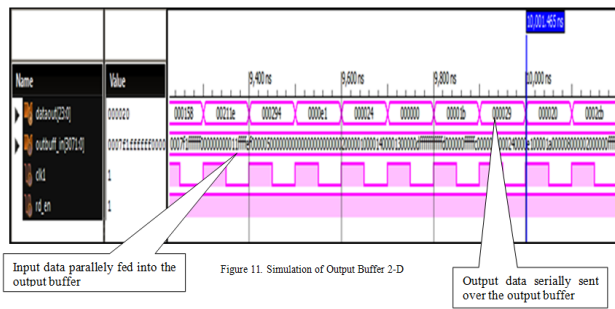 10,001.465 ns
Name
Value
9,400 ns
9,600 ns
9,800 ns
10,000 ns
dataout[23:0]
000020
000158
00211e
000294
0000e1
000024
000000
00001b
000029
000020
0002cb
outbuff_in[3071:0]
0007f1ffffff0000
clk1
1
rd_en
1
Input data parallely fed into the
output buffer
Figure 11. Simulation of Output Buffer 2-D
Output data serially sent
over the output buffer